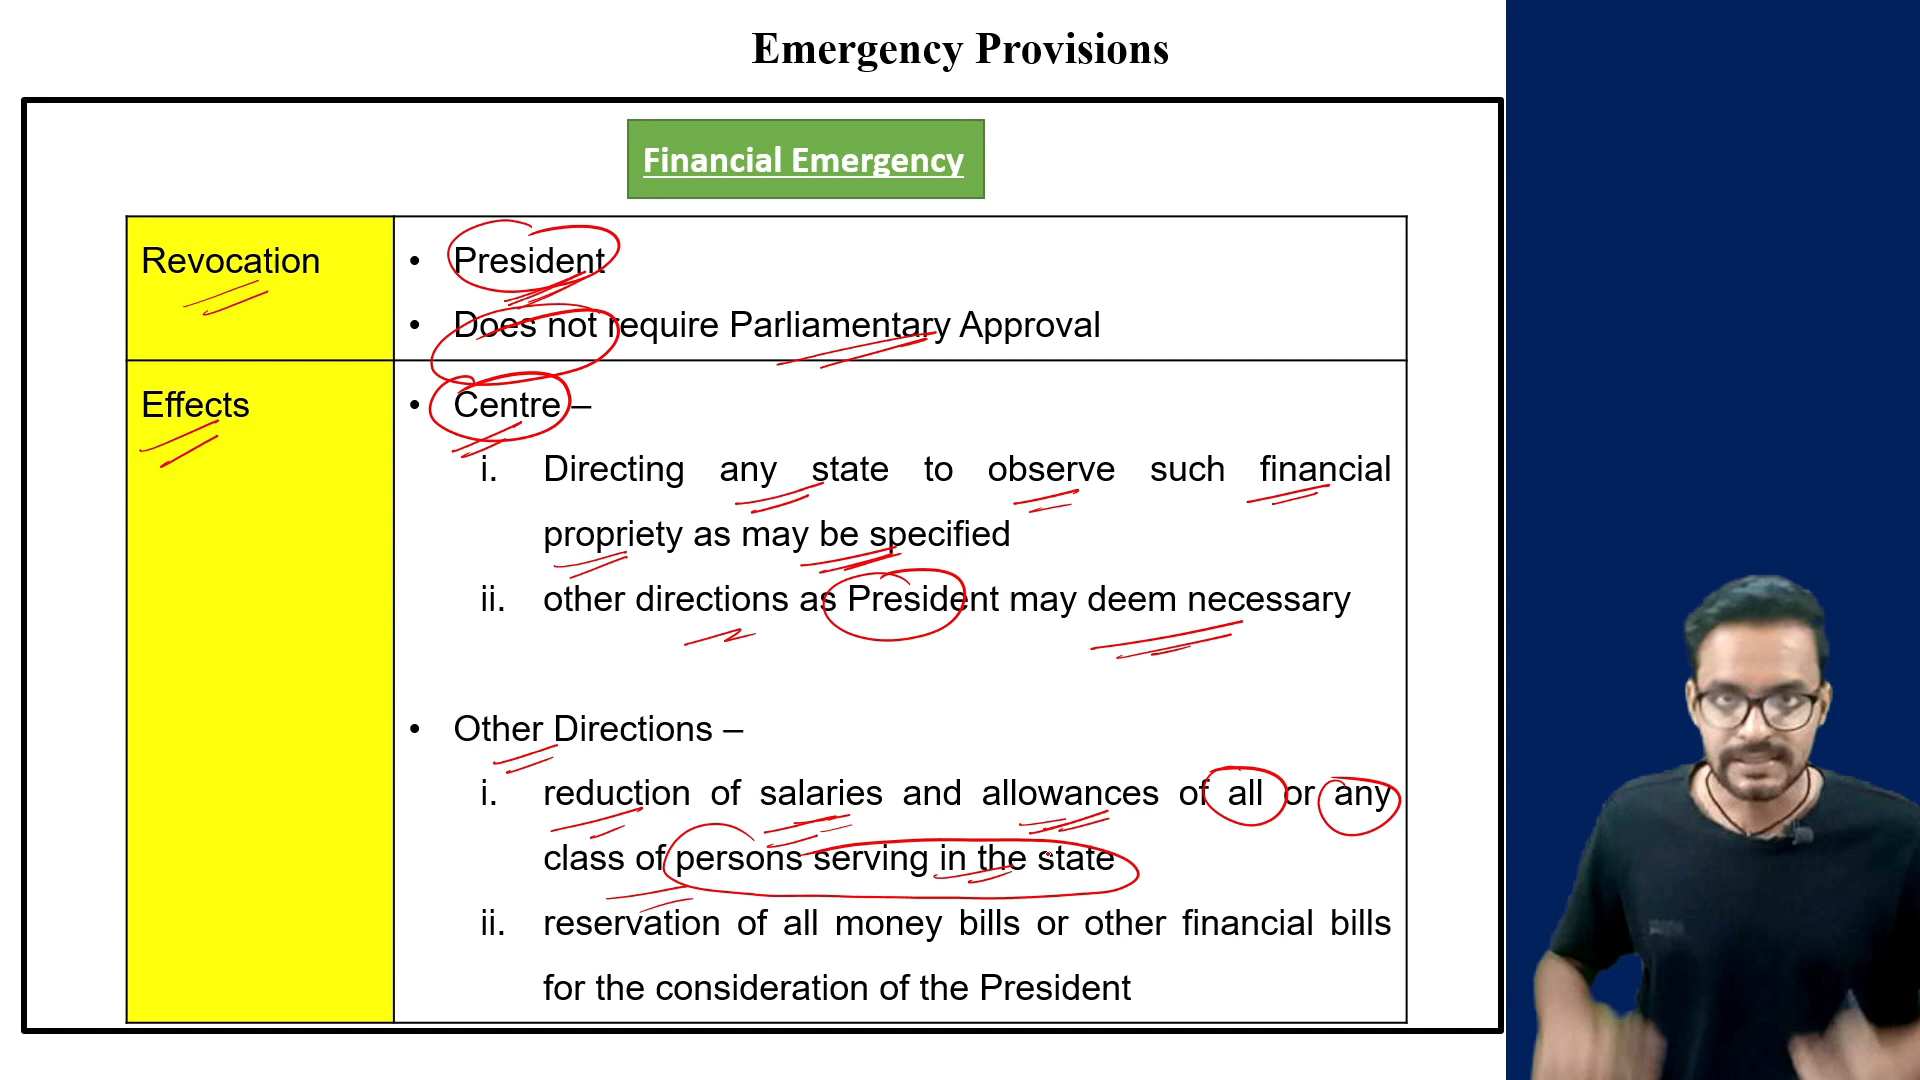 Emergency Provisions
Financial Emergency
Revocation
• President
• Does not require Parliamentary Approval
Effects
• Centre –
i. Directing any state to observe such financial
propriety as may be specified
ii. other directions as President may deem necessary
• Other Directions –
i. reduction of salaries and allowances of all or any
class of persons serving in the state
ii. reservation of all money bills or other financial bills
for the consideration of the President